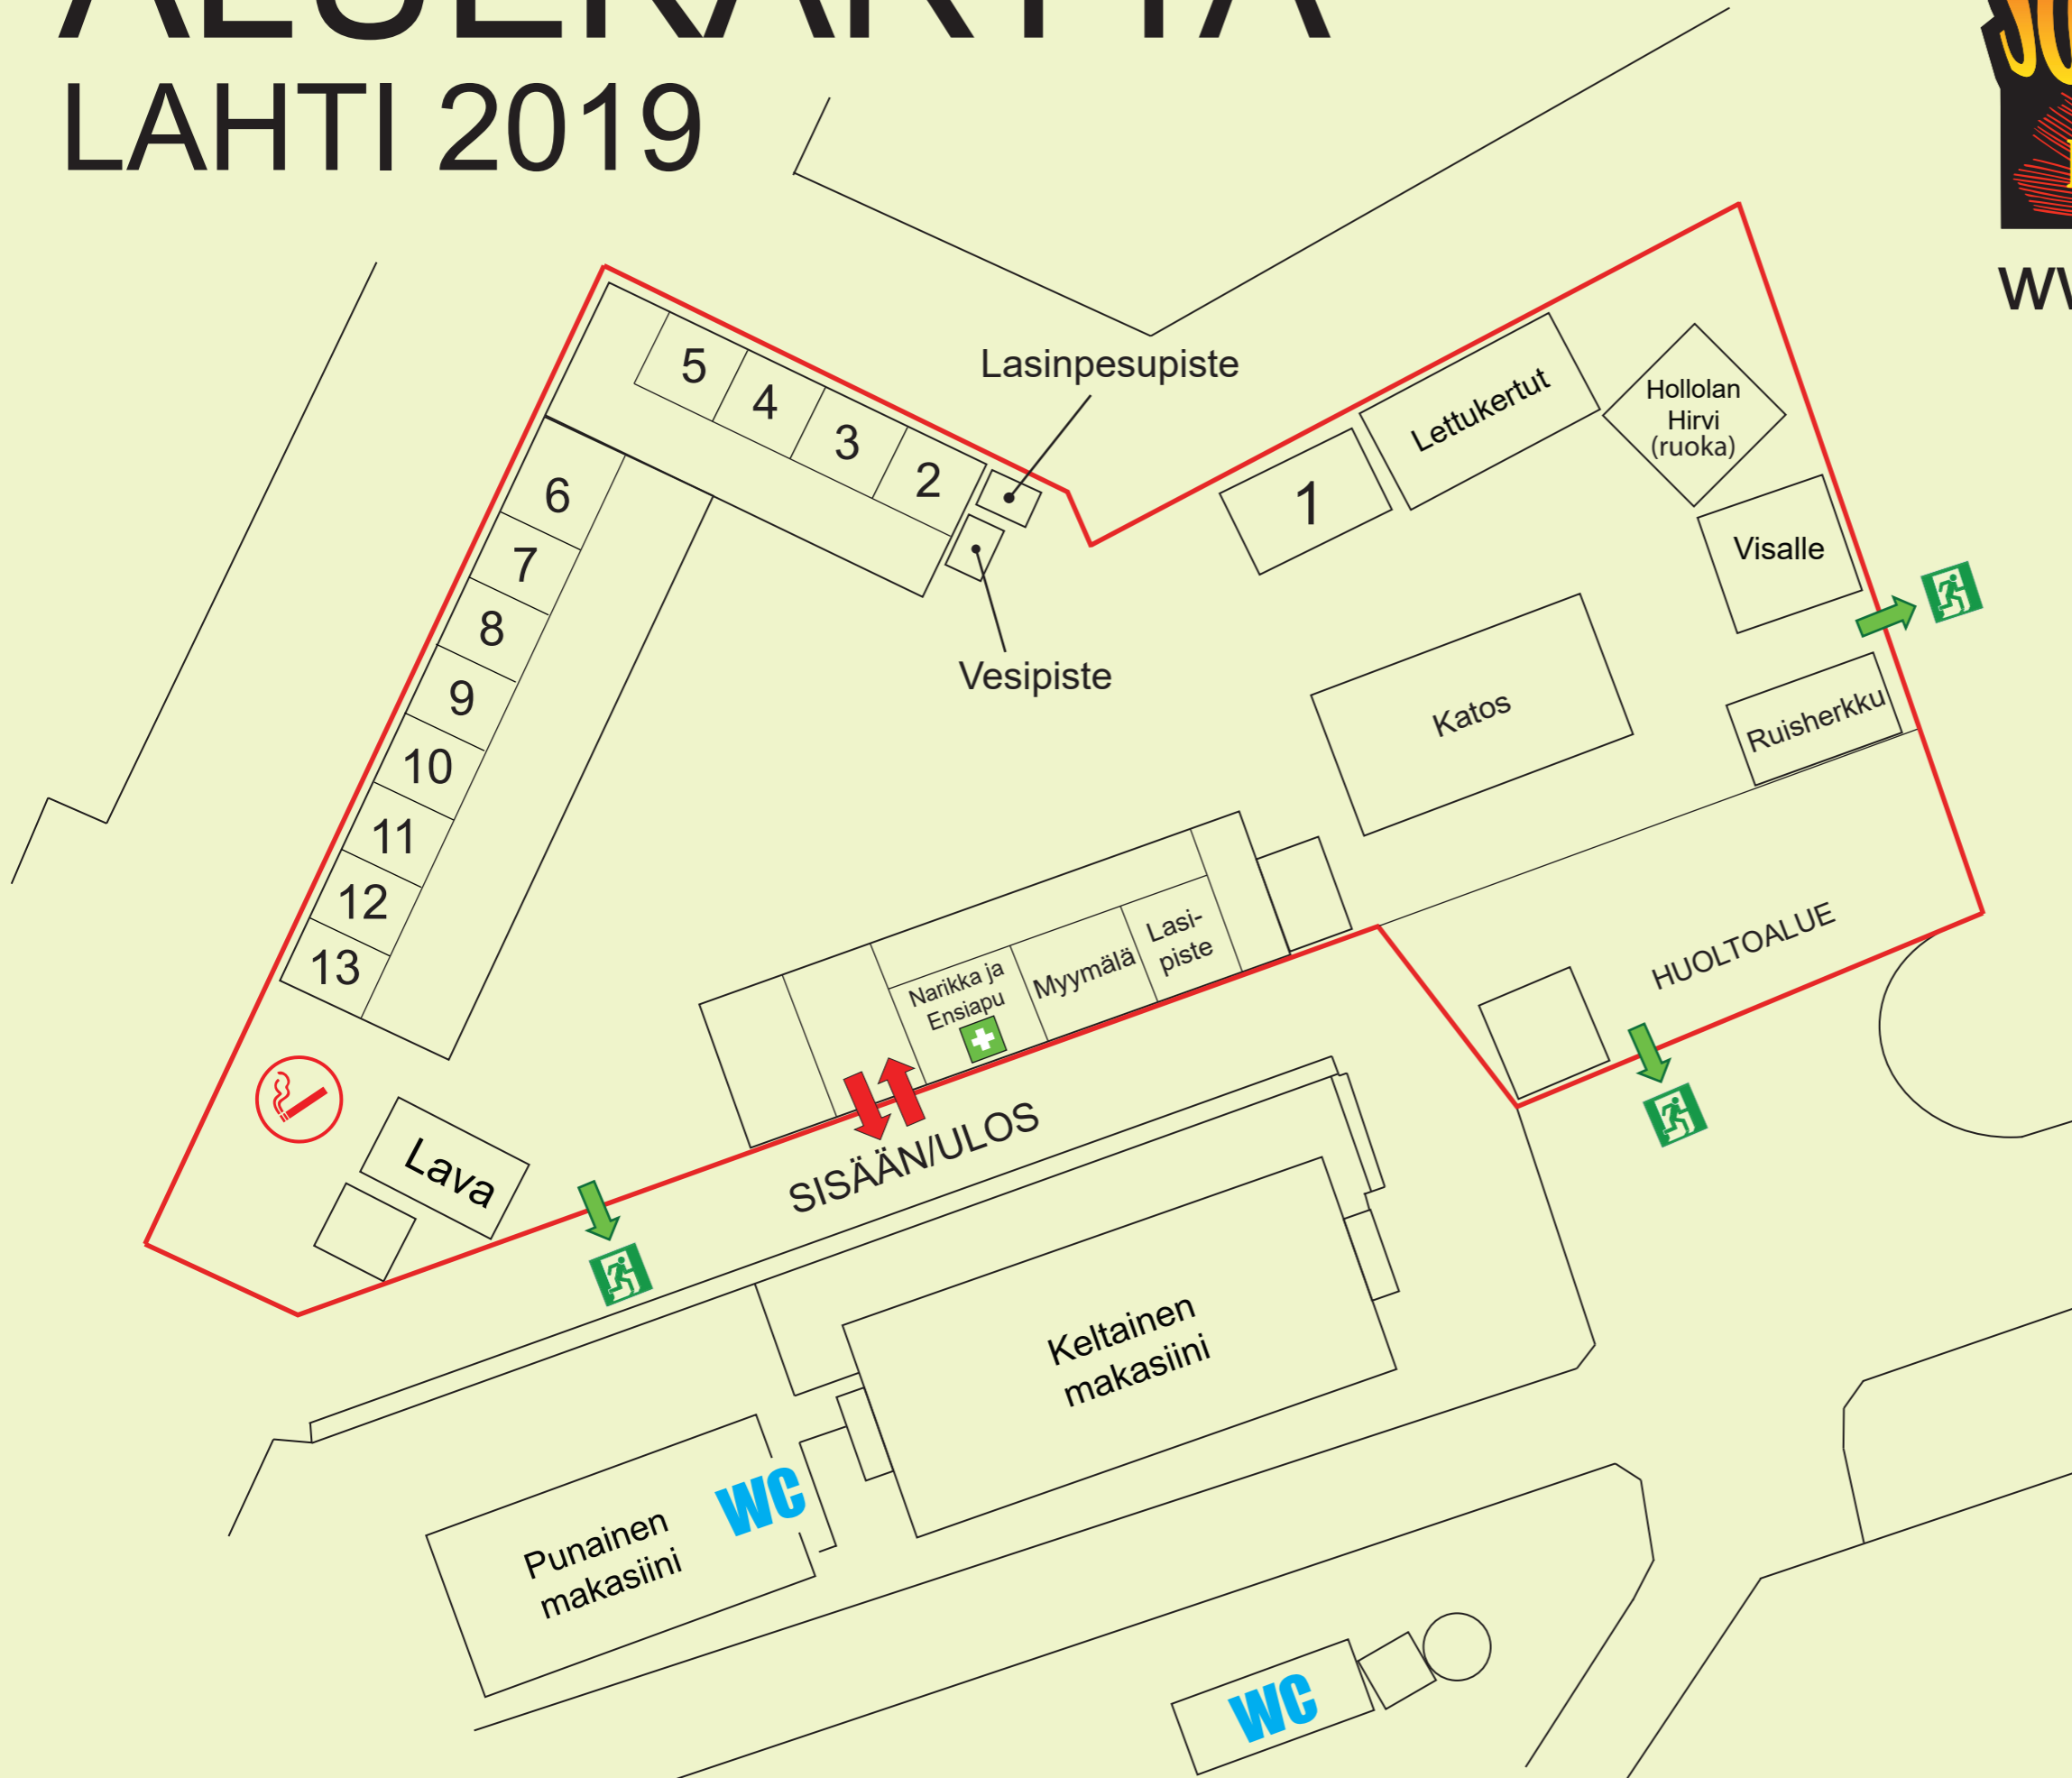 ALUEKARTTA
LAHTI 2019
Lasinpesupiste
Lettukertut
Hollolan
Hirvi
(ruoka)
5
4
3
2
1
6
7
8
9
10
11
12
13
Visalle
Vesipiste
Katos
Ruisherkku
Lasi-
piste
Myymälä
Narikka ja
Ensiapu
HUOLTOALUE
SISÄÄN/ULOS
Lava
Keltainen
makasiini
Punainen
makasiini
WC
WC